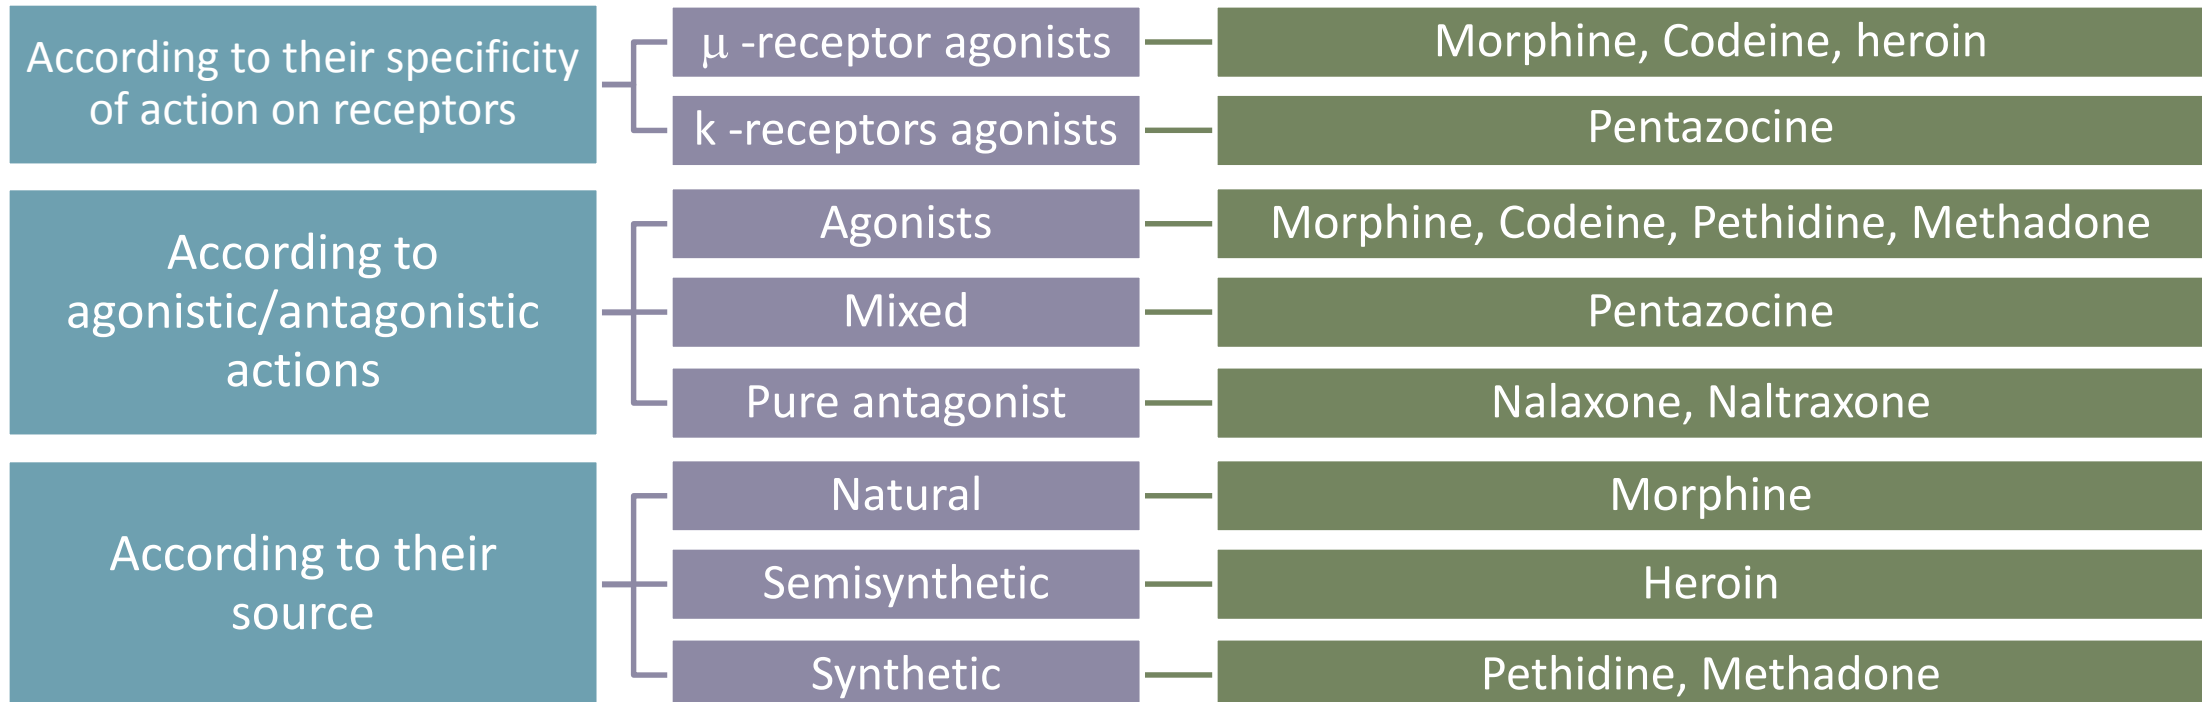 According to their specificity
of action on receptors
μ -receptor agonists
Morphine, Codeine, heroin
k -receptors agonists
Pentazocine
According to
agonistic/antagonistic
actions
Agonists
Morphine, Codeine, Pethidine, Methadone
Mixed
Pentazocine
Pure antagonist
Nalaxone, Naltraxone
According to their
source
Natural
Morphine
Semisynthetic
Heroin
Synthetic
Pethidine, Methadone